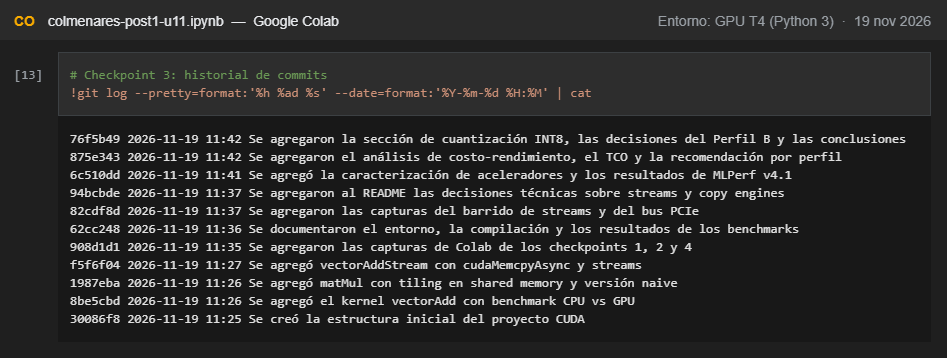 CO colmenares-post1-u11.ipynb — Google Colab Entorno: GPU T4 (Python 3) · 19 nov 2026
[13] # Checkpoint 3: historial de commits
!git log --pretty=format:'%h %ad %s' --date=format:'%Y-%m-%d %H:%M' | cat
76f5b49 2026-11-19 11:42 Se agregaron la sección de cuantización INT8, las decisiones del Perfil B y las conclusiones
875e343 2026-11-19 11:42 Se agregaron el análisis de costo-rendimiento, el TCO y la recomendación por perfil
6c510dd 2026-11-19 11:41 Se agregó la caracterización de aceleradores y los resultados de MLPerf v4.1
94bcbde 2026-11-19 11:37 Se agregaron al README las decisiones técnicas sobre streams y copy engines
82cdf8d 2026-11-19 11:37 Se agregaron las capturas del barrido de streams y del bus PCIe
62cc248 2026-11-19 11:36 Se documentaron el entorno, la compilación y los resultados de los benchmarks
908d1d1 2026-11-19 11:35 Se agregaron las capturas de Colab de los checkpoints 1, 2 y 4
f5f6f04 2026-11-19 11:27 Se agregó vectorAddStream con cudaMemcpyAsync y streams
1987eba 2026-11-19 11:26 Se agregó matMul con tiling en shared memory y versión naive
8be5cbd 2026-11-19 11:26 Se agregó el kernel vectorAdd con benchmark CPU vs GPU
30086f8 2026-11-19 11:25 Se creó la estructura inicial del proyecto CUDA